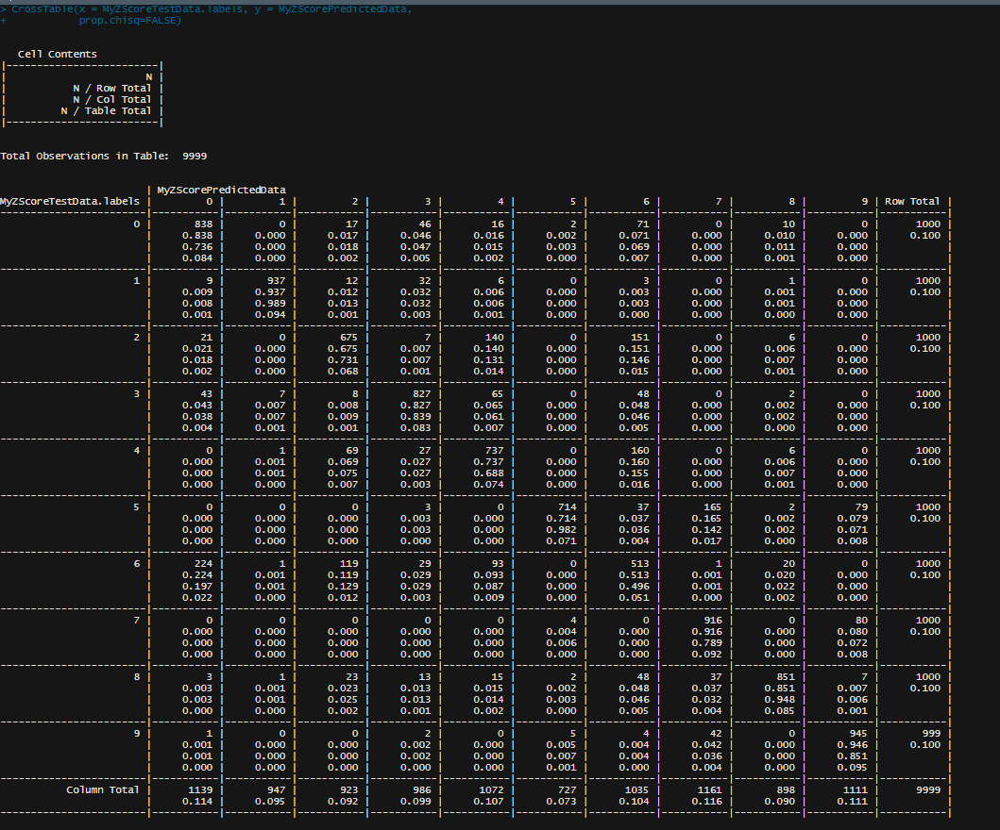 > CrossTable(x = MyZScoreTestData.labels, y = MyZScorePredictedData,
+            prop.chisq=FALSE)
   Cell Contents
|-------------------------|
|                       N |
|           N / Row Total |
|           N / Col Total |
|         N / Table Total |
|-------------------------|
Total Observations in Table:  9999
| MyZScorePredictedData
MyZScoreTestData.labels | 0 | 1 | 2 | 3 | 4 | 5 | 6 | 7 | 8 | 9 | Row Total |
0 | 838 | 0 | 17 | 46 | 16 | 2 | 71 | 0 | 10 | 0 | 1000 |
| 0.838 | 0.000 | 0.017 | 0.046 | 0.016 | 0.002 | 0.071 | 0.000 | 0.010 | 0.000 | 0.100 |
| 0.736 | 0.000 | 0.018 | 0.047 | 0.015 | 0.003 | 0.069 | 0.000 | 0.011 | 0.000 | |
| 0.084 | 0.000 | 0.002 | 0.005 | 0.002 | 0.000 | 0.007 | 0.000 | 0.001 | 0.000 | |
1 | 9 | 937 | 12 | 32 | 6 | 0 | 3 | 0 | 1 | 0 | 1000 |
| 0.009 | 0.937 | 0.012 | 0.032 | 0.006 | 0.000 | 0.003 | 0.000 | 0.001 | 0.000 | 0.100 |
| 0.008 | 0.989 | 0.013 | 0.032 | 0.006 | 0.000 | 0.003 | 0.000 | 0.001 | 0.000 | |
| 0.001 | 0.094 | 0.001 | 0.003 | 0.001 | 0.000 | 0.000 | 0.000 | 0.000 | 0.000 | |
2 | 21 | 0 | 675 | 7 | 140 | 0 | 151 | 0 | 6 | 0 | 1000 |
| 0.021 | 0.000 | 0.675 | 0.007 | 0.140 | 0.000 | 0.151 | 0.000 | 0.006 | 0.000 | 0.100 |
| 0.018 | 0.000 | 0.731 | 0.007 | 0.131 | 0.000 | 0.146 | 0.000 | 0.007 | 0.000 | |
| 0.002 | 0.000 | 0.068 | 0.001 | 0.014 | 0.000 | 0.015 | 0.000 | 0.001 | 0.000 | |
3 | 43 | 7 | 8 | 827 | 65 | 0 | 48 | 0 | 2 | 0 | 1000 |
| 0.043 | 0.007 | 0.008 | 0.827 | 0.065 | 0.000 | 0.048 | 0.000 | 0.002 | 0.000 | 0.100 |
| 0.038 | 0.007 | 0.009 | 0.839 | 0.061 | 0.000 | 0.046 | 0.000 | 0.002 | 0.000 | |
| 0.004 | 0.001 | 0.001 | 0.083 | 0.007 | 0.000 | 0.005 | 0.000 | 0.000 | 0.000 | |
4 | 0 | 1 | 69 | 27 | 737 | 0 | 160 | 0 | 6 | 0 | 1000 |
| 0.000 | 0.001 | 0.069 | 0.027 | 0.737 | 0.000 | 0.160 | 0.000 | 0.006 | 0.000 | 0.100 |
| 0.000 | 0.001 | 0.075 | 0.027 | 0.688 | 0.000 | 0.155 | 0.000 | 0.007 | 0.000 | |
| 0.000 | 0.000 | 0.007 | 0.003 | 0.074 | 0.000 | 0.016 | 0.000 | 0.001 | 0.000 | |
5 | 0 | 0 | 0 | 3 | 0 | 714 | 37 | 165 | 2 | 79 | 1000 |
| 0.000 | 0.000 | 0.000 | 0.003 | 0.000 | 0.714 | 0.037 | 0.165 | 0.002 | 0.079 | 0.100 |
| 0.000 | 0.000 | 0.000 | 0.003 | 0.000 | 0.982 | 0.036 | 0.142 | 0.002 | 0.071 | |
| 0.000 | 0.000 | 0.000 | 0.000 | 0.000 | 0.071 | 0.004 | 0.017 | 0.000 | 0.008 | |
6 | 224 | 1 | 119 | 29 | 93 | 0 | 513 | 1 | 20 | 0 | 1000 |
| 0.224 | 0.001 | 0.119 | 0.029 | 0.093 | 0.000 | 0.513 | 0.001 | 0.020 | 0.000 | 0.100 |
| 0.197 | 0.001 | 0.129 | 0.029 | 0.087 | 0.000 | 0.496 | 0.001 | 0.022 | 0.000 | |
| 0.022 | 0.000 | 0.012 | 0.003 | 0.009 | 0.000 | 0.051 | 0.000 | 0.002 | 0.000 | |
7 | 0 | 0 | 0 | 0 | 0 | 4 | 0 | 916 | 0 | 80 | 1000 |
| 0.000 | 0.000 | 0.000 | 0.000 | 0.000 | 0.004 | 0.000 | 0.916 | 0.000 | 0.080 | 0.100 |
| 0.000 | 0.000 | 0.000 | 0.000 | 0.000 | 0.006 | 0.000 | 0.789 | 0.000 | 0.072 | |
| 0.000 | 0.000 | 0.000 | 0.000 | 0.000 | 0.000 | 0.000 | 0.092 | 0.000 | 0.008 | |
8 | 3 | 1 | 23 | 13 | 15 | 2 | 48 | 37 | 851 | 7 | 1000 |
| 0.003 | 0.001 | 0.023 | 0.013 | 0.015 | 0.002 | 0.048 | 0.037 | 0.851 | 0.007 | 0.100 |
| 0.003 | 0.001 | 0.025 | 0.013 | 0.014 | 0.003 | 0.046 | 0.032 | 0.948 | 0.006 | |
| 0.000 | 0.000 | 0.002 | 0.001 | 0.002 | 0.000 | 0.005 | 0.004 | 0.085 | 0.001 | |
9 | 1 | 0 | 0 | 2 | 0 | 5 | 4 | 42 | 0 | 945 | 999 |
| 0.001 | 0.000 | 0.000 | 0.002 | 0.000 | 0.005 | 0.004 | 0.042 | 0.000 | 0.946 | 0.100 |
| 0.001 | 0.000 | 0.000 | 0.002 | 0.000 | 0.007 | 0.004 | 0.036 | 0.000 | 0.851 | |
| 0.000 | 0.000 | 0.000 | 0.000 | 0.000 | 0.001 | 0.000 | 0.004 | 0.000 | 0.095 | |
Column Total | 1139 | 947 | 923 | 986 | 1072 | 727 | 1035 | 1161 | 898 | 1111 | 9999 |
| 0.114 | 0.095 | 0.092 | 0.099 | 0.107 | 0.073 | 0.104 | 0.116 | 0.090 | 0.111 | |